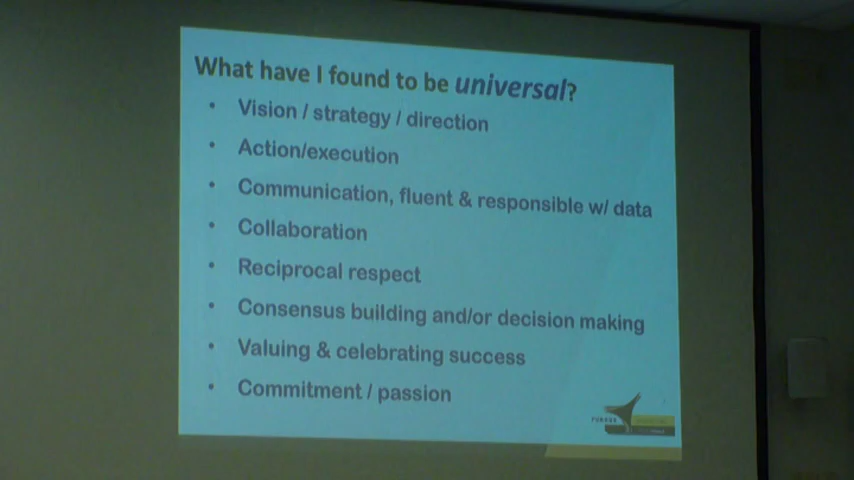 What have I found to be universal?
• Vision / strategy / direction
• Action/execution
• Communication, fluent & responsible w/ data
• Collaboration
• Reciprocal respect
• Consensus building and/or decision making
• Valuing & celebrating success
• Commitment / passion